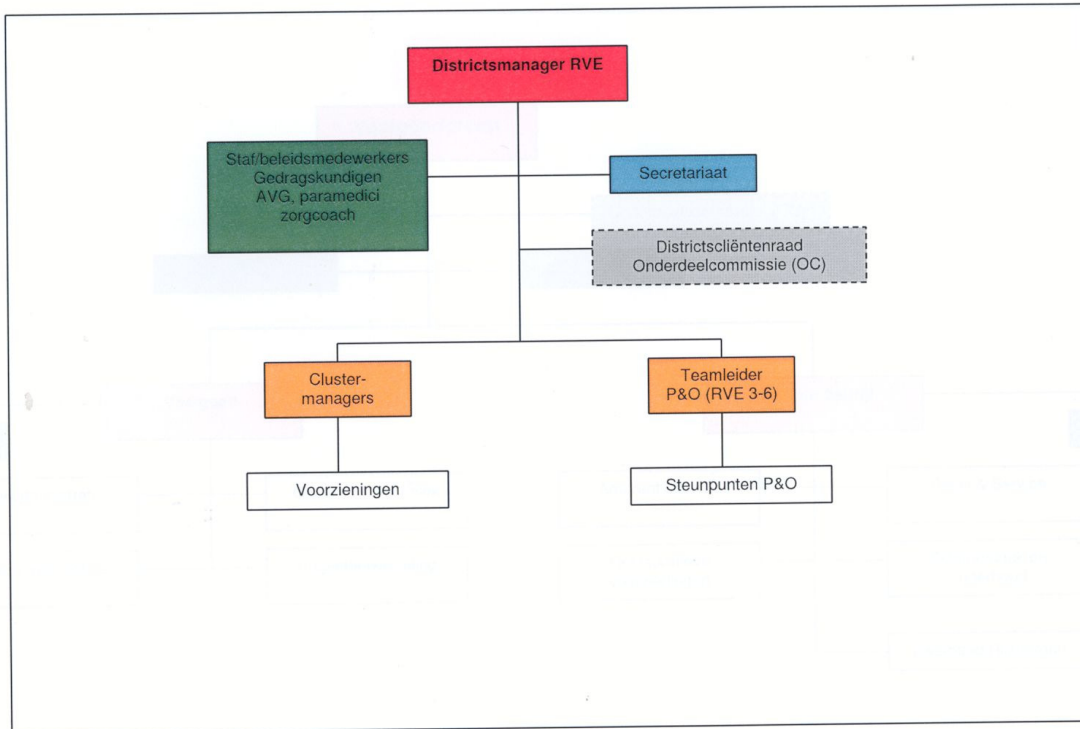 Districtsmanager RVE
Staf/beleidsmedewerkers
Gedragskundigen
AVG, paramedici
zorgcoach
Secretariaat
Districtscliëntenraad
Onderdeelcommissie (OC)
Cluster-
managers
Teamleider
P&O (RVE 3-6)
Voorzieningen
Steunpunten P&O